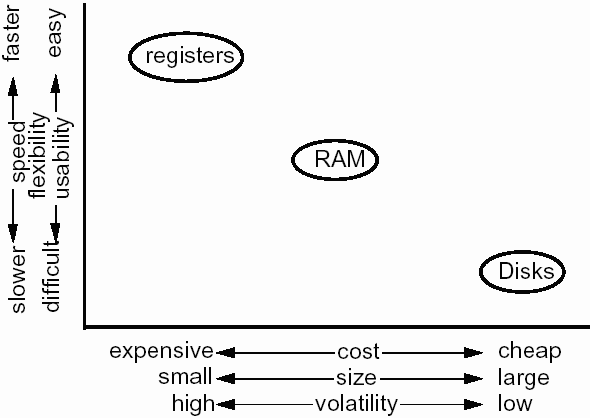 faster easy
registers
speed
flexibility
usability
RAM
slower difficult
Disks
expensive cost cheap
small size large
high volatility low